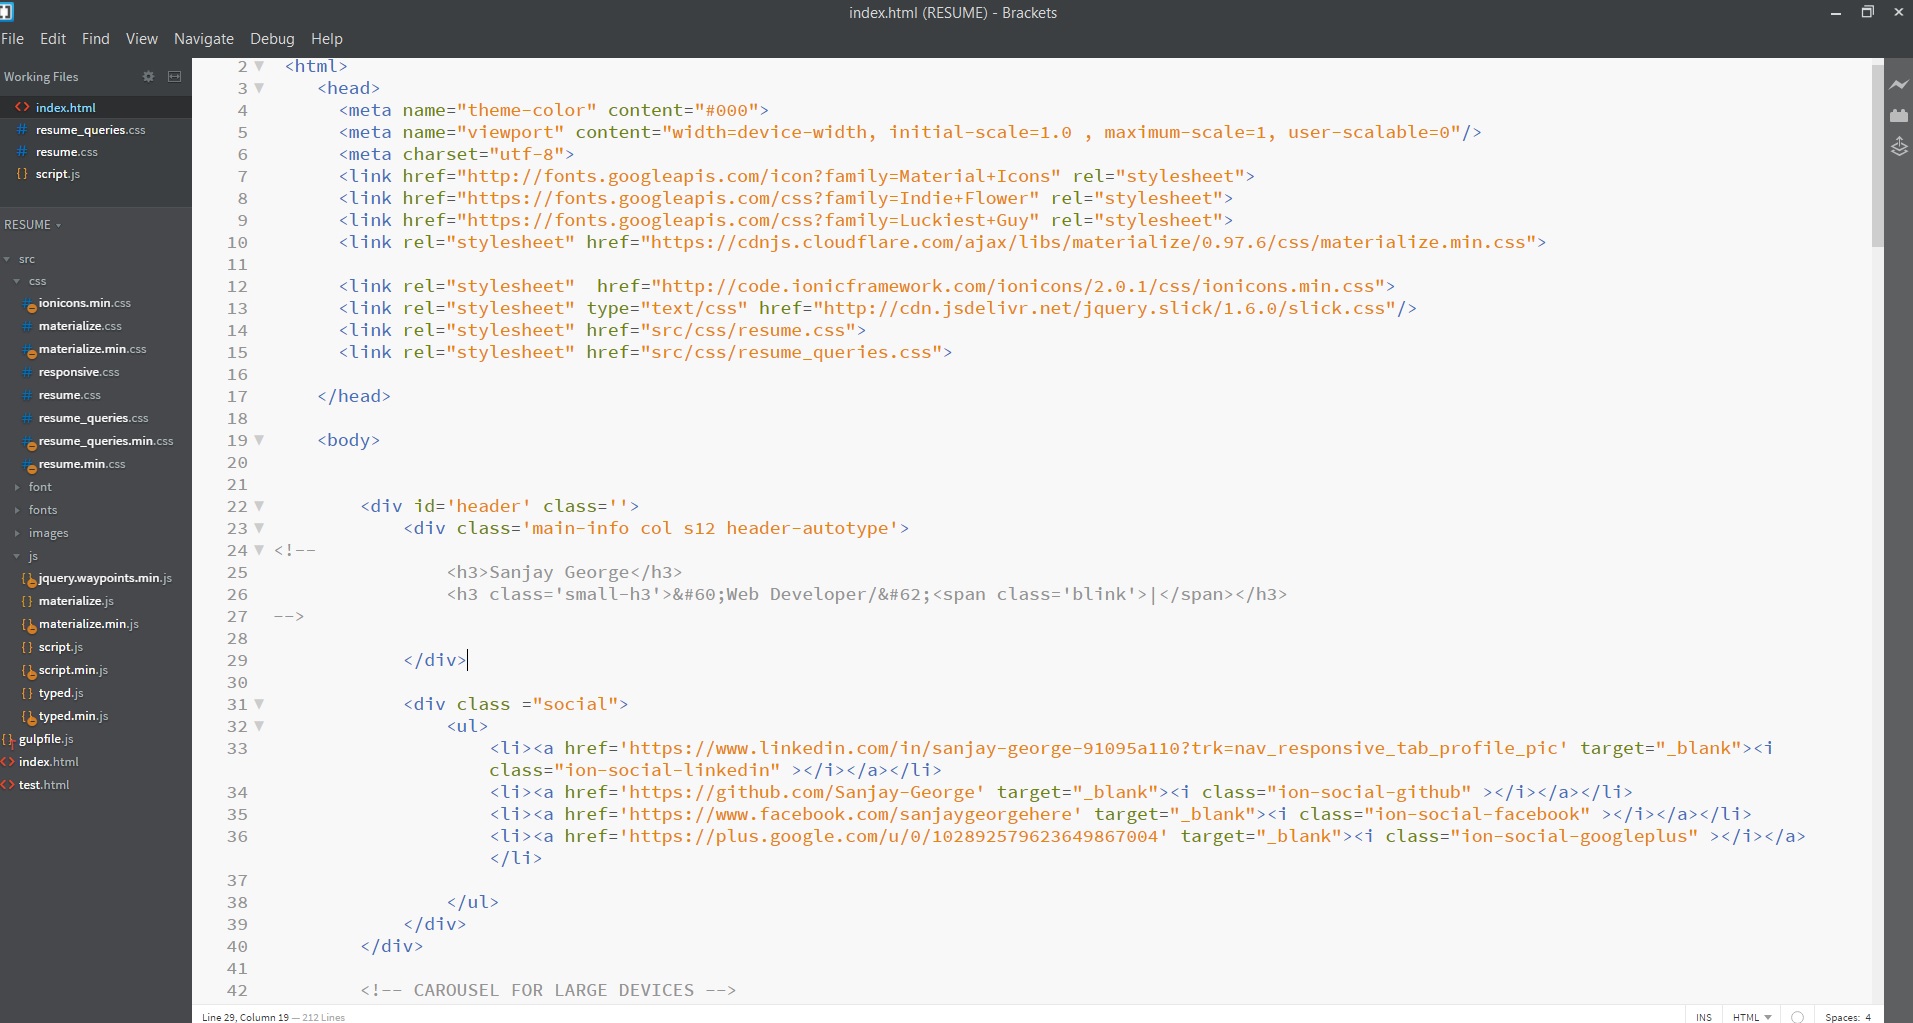 index.html (RESUME) - Brackets
File Edit Find View Navigate Debug Help
Working Files
index.html
resume_queries.css
resume.css
script.js
RESUME
src
css
ionicons.min.css
materialize.css
materialize.min.css
responsive.css
resume.css
resume_queries.css
resume_queries.min.css
resume.min.css
font
fonts
images
js
jquery.waypoints.min.js
materialize.js
materialize.min.js
script.js
script.min.js
typed.js
typed.min.js
gulpfile.js
index.html
test.html
2 <html>
3 <head>
4 <meta name="theme-color" content="#000">
5 <meta name="viewport" content="width=device-width, initial-scale=1.0 , maximum-scale=1, user-scalable=0"/>
6 <meta charset="utf-8">
7 <link href="http://fonts.googleapis.com/icon?family=Material+Icons" rel="stylesheet">
8 <link href="https://fonts.googleapis.com/css?family=Indie+Flower" rel="stylesheet">
9 <link href="https://fonts.googleapis.com/css?family=Luckiest+Guy" rel="stylesheet">
10 <link rel="stylesheet" href="https://cdnjs.cloudflare.com/ajax/libs/materialize/0.97.6/css/materialize.min.css">
11
12 <link rel="stylesheet"  href="http://code.ionicframework.com/ionicons/2.0.1/css/ionicons.min.css">
13 <link rel="stylesheet" type="text/css" href="http://cdn.jsdelivr.net/jquery.slick/1.6.0/slick.css"/>
14 <link rel="stylesheet" href="src/css/resume.css">
15 <link rel="stylesheet" href="src/css/resume_queries.css">
16
17 </head>
18
19 <body>
20
21
22 <div id='header' class=''>
23 <div class='main-info col s12 header-autotype'>
24 <!--
25 <h3>Sanjay George</h3>
26 <h3 class='small-h3'>&#60;Web Developer/&#62;<span class='blink'>|</span></h3>
27 -->
28
29 </div>
30
31 <div class ="social">
32 <ul>
33 <li><a href='https://www.linkedin.com/in/sanjay-george-91095a110?trk=nav_responsive_tab_profile_pic' target="_blank"><i
class="ion-social-linkedin" ></i></a></li>
34 <li><a href='https://github.com/Sanjay-George' target="_blank"><i class="ion-social-github" ></i></a></li>
35 <li><a href='https://www.facebook.com/sanjaygeorgehere' target="_blank"><i class="ion-social-facebook" ></i></a></li>
36 <li><a href='https://plus.google.com/u/0/102892579623649867004' target="_blank"><i class="ion-social-googleplus" ></i></a>
</li>
37
38 </ul>
39 </div>
40 </div>
41
42 <!-- CAROUSEL FOR LARGE DEVICES -->
Line 29, Column 19 — 212 Lines
INS HTML Spaces: 4